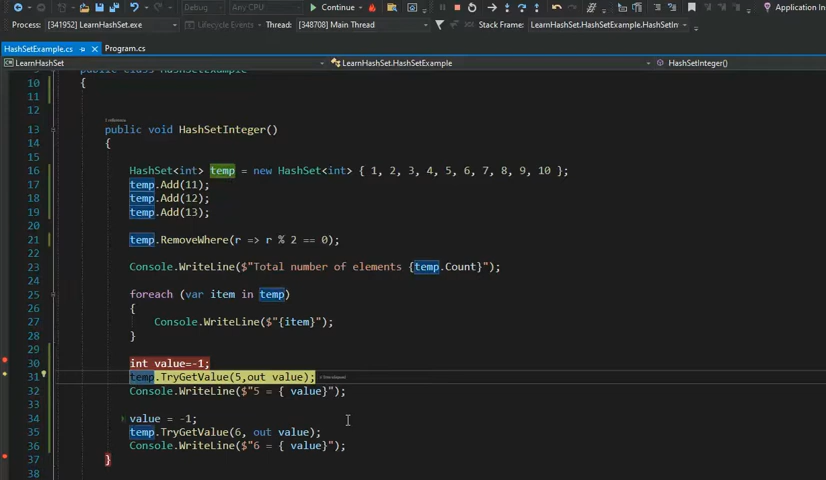 Debug
Any CPU
Continue
Application In
Process: [341952] LearnHashSet.exe
Lifecycle Events
Thread: [348708] Main Thread
Stack Frame: LearnHashSet.HashSetExample.HashSetIn
HashSetExample.cs
Program.cs
LearnHashSet
LearnHashSet.HashSetExample
HashSetInteger()
public class HashSetExample
10 {
11
12
13 public void HashSetInteger()
14 {
15
16 HashSet<int> temp = new HashSet<int> { 1, 2, 3, 4, 5, 6, 7, 8, 9, 10 };
17 temp.Add(11);
18 temp.Add(12);
19 temp.Add(13);
20
21 temp.RemoveWhere(r => r % 2 == 0);
22
23 Console.WriteLine($"Total number of elements {temp.Count}");
24
25 foreach (var item in temp)
26 {
27 Console.WriteLine($"{item}");
28 }
29
30 int value=-1;
31 temp.TryGetValue(5,out value);
32 Console.WriteLine($"5 = { value}");
33
34 value = -1;
35 temp.TryGetValue(6, out value);
36 Console.WriteLine($"6 = { value}");
37 }
38